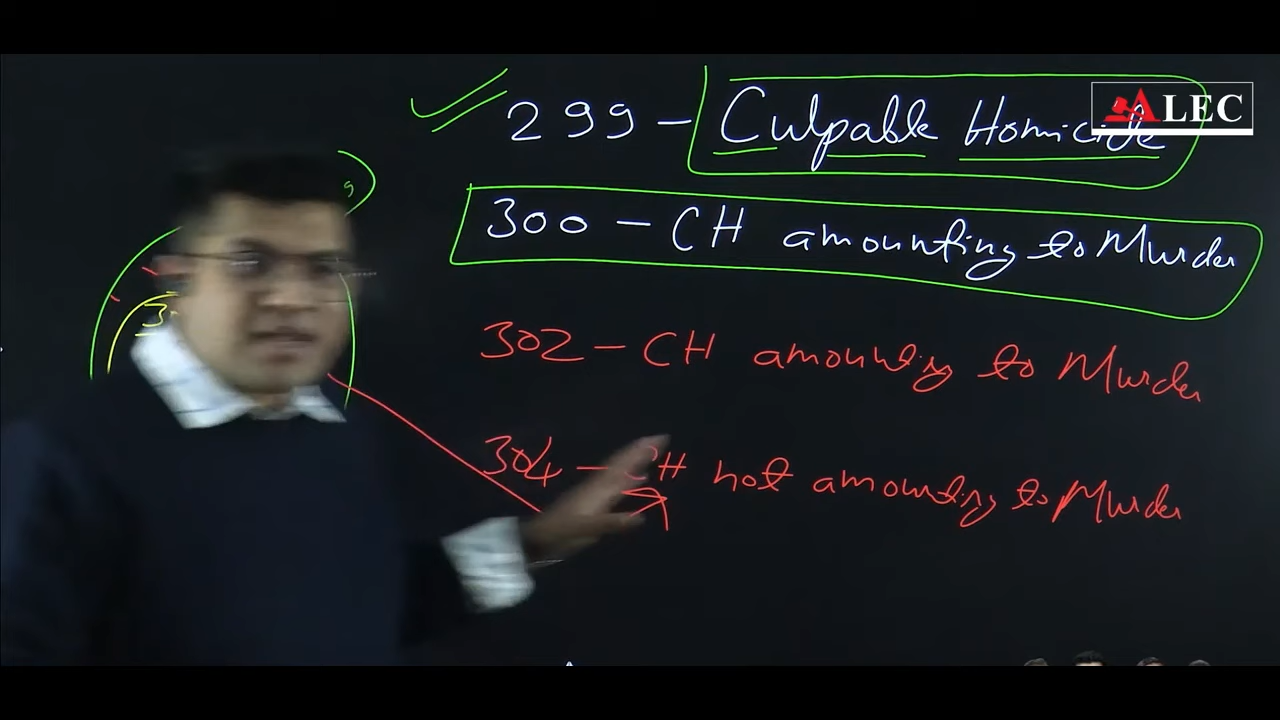 ALEC
299 - Culpable Homicide
300 - CH amounting to Murder
302 - CH amounting to Murder
304 - CH not amounting to Murder